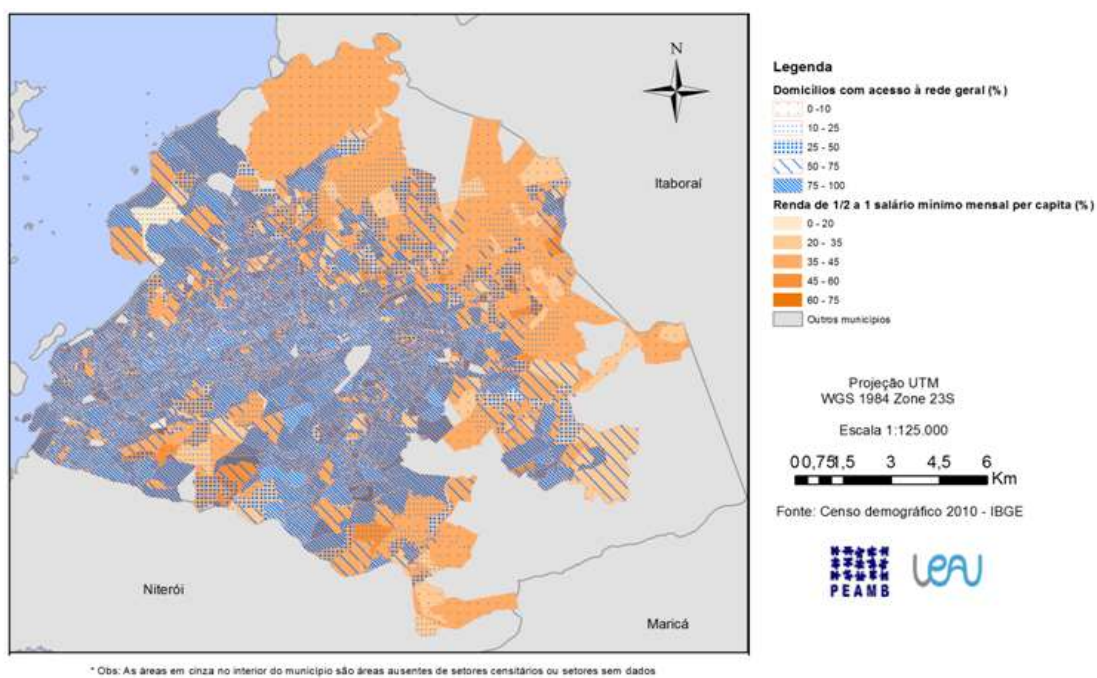 N
Itaboraí
Niterói
Maricá
Legenda
Domicílios com acesso à rede geral (%)
0 -10
10 - 25
25 - 50
50 - 75
75 - 100
Renda de 1/2 a 1 salário mínimo mensal per capita (%)
0 - 20
20 - 35
35 - 45
45 - 60
60 - 75
Outros municípios
Projeção UTM
WGS 1984 Zone 23S
Escala 1:125.000
0 0,75 1,5 3 4,5 6
Km
Fonte: Censo demográfico 2010 - IBGE
PEAMB
* Obs: As áreas em cinza no interior do município são áreas ausentes de setores censitários ou setores sem dados